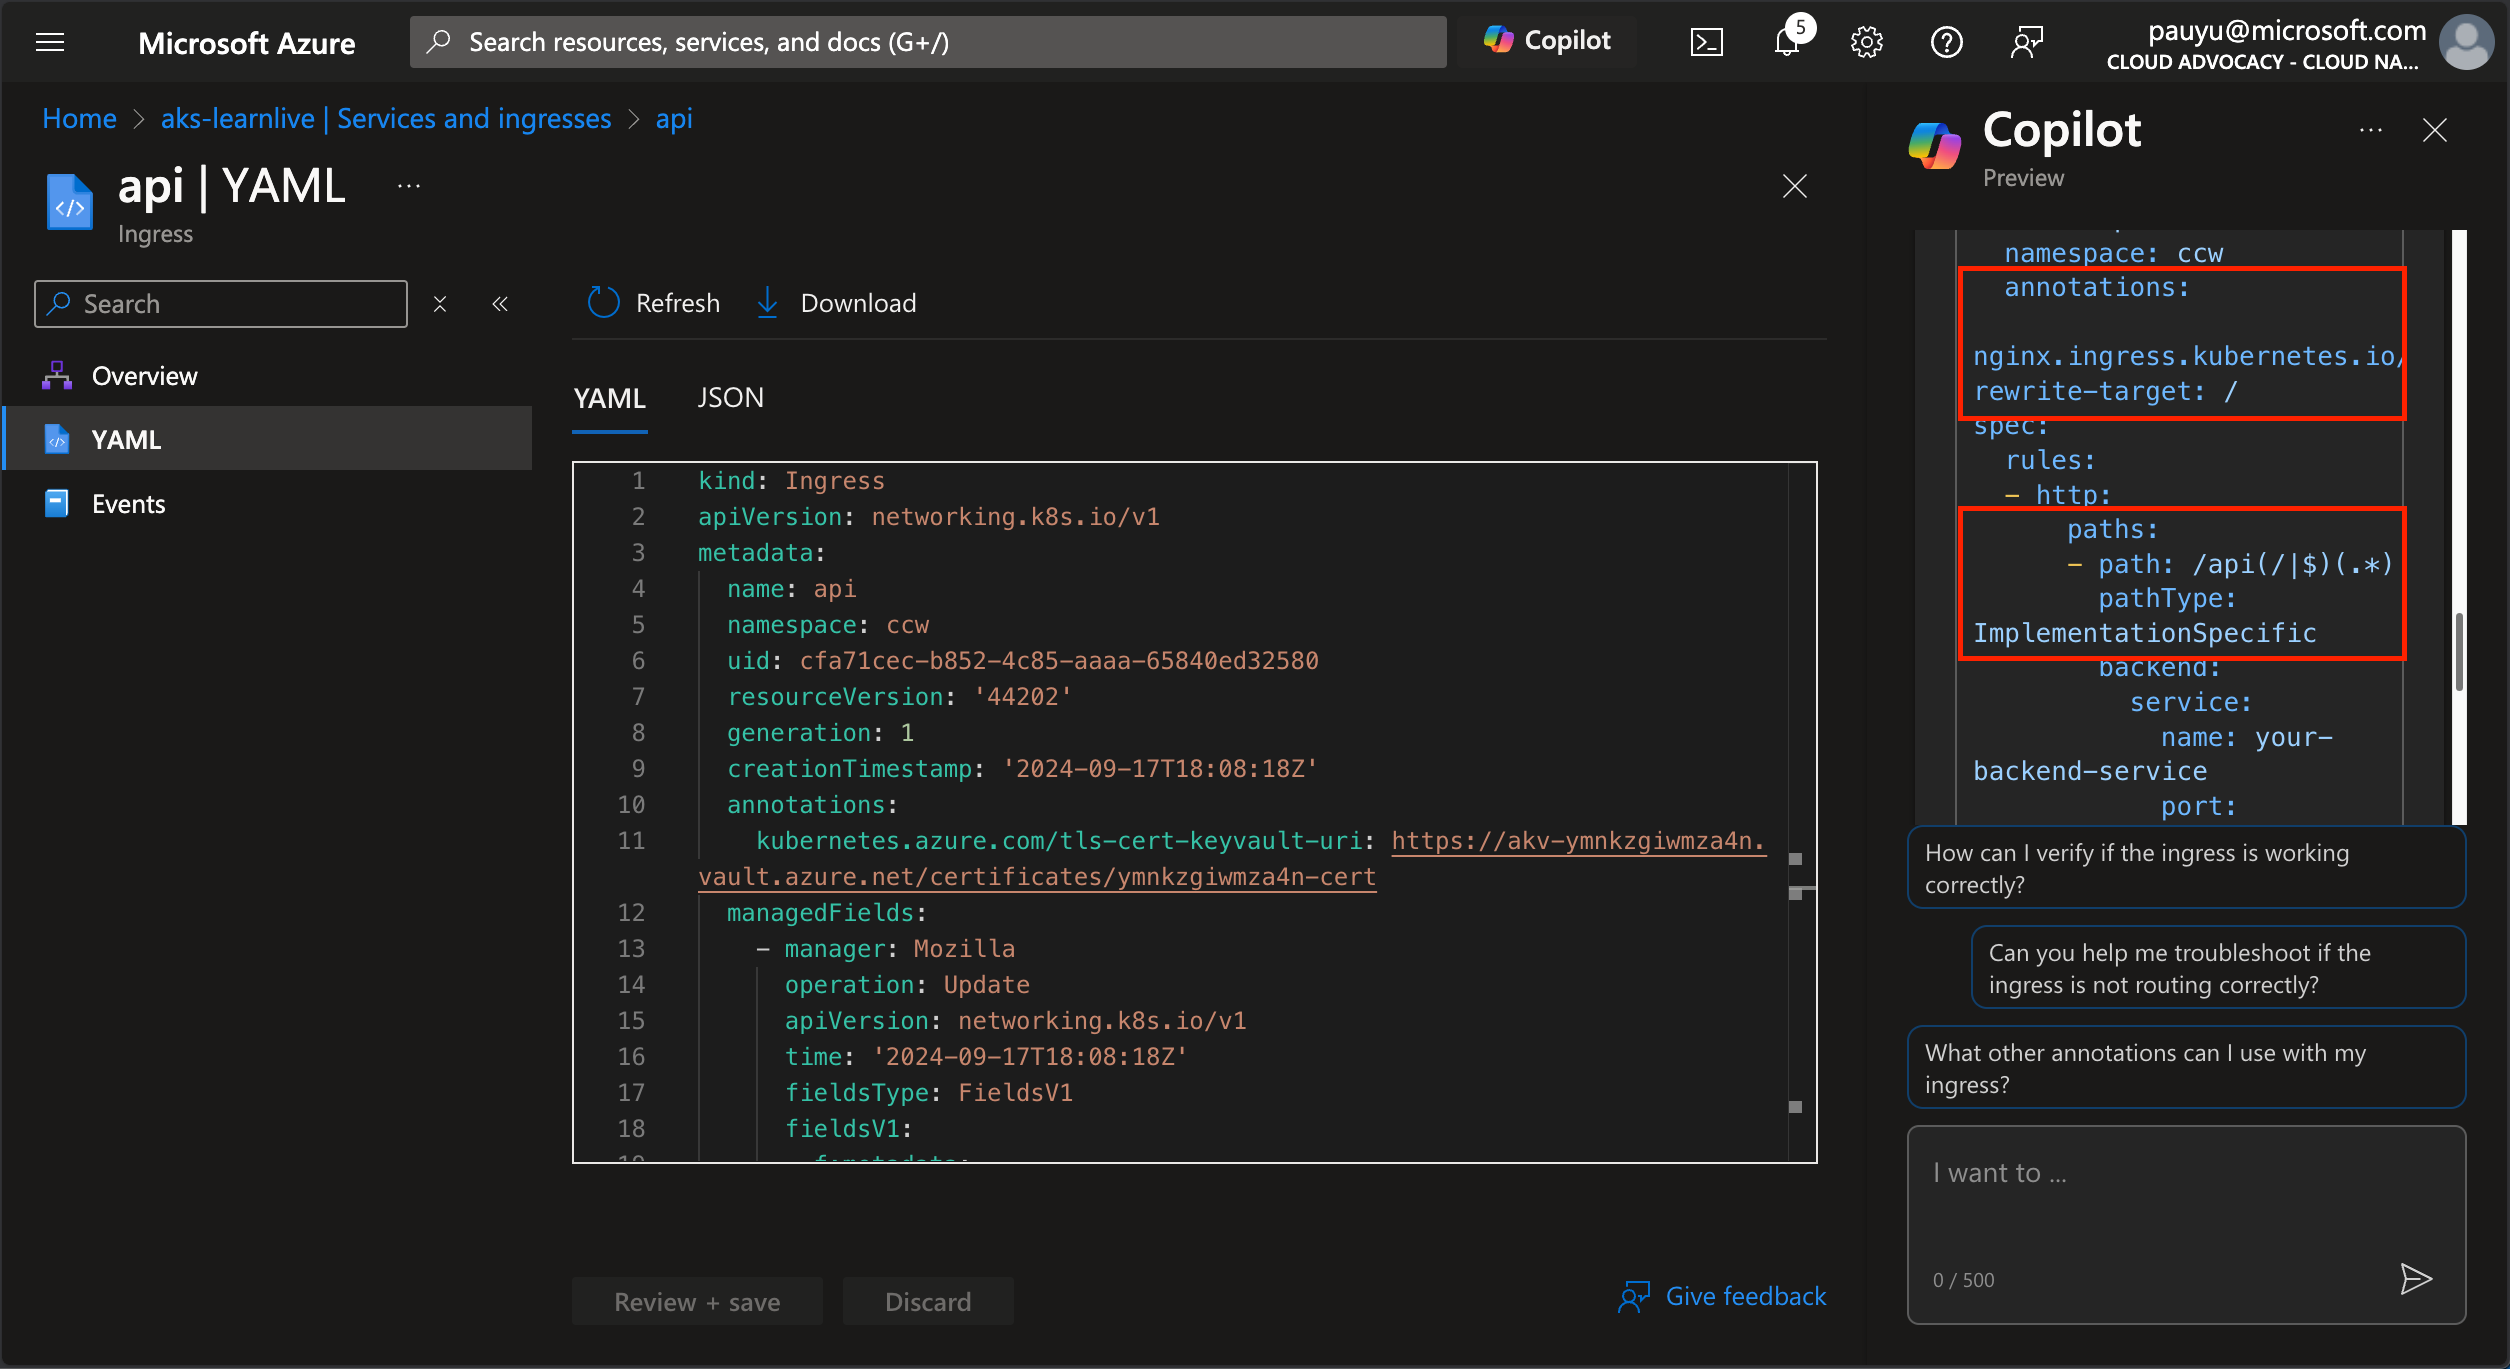 Microsoft Azure
Search resources, services, and docs (G+/)
Copilot
5
pauyu@microsoft.com
CLOUD ADVOCACY - CLOUD NA...
Home > aks-learnlive | Services and ingresses > api
api | YAML
...
Ingress
Search
Overview
YAML
Events
Refresh
Download
YAML
JSON
1 kind: Ingress
2 apiVersion: networking.k8s.io/v1
3 metadata:
4 name: api
5 namespace: ccw
6 uid: cfa71cec-b852-4c85-aaaa-65840ed32580
7 resourceVersion: '44202'
8 generation: 1
9 creationTimestamp: '2024-09-17T18:08:18Z'
10 annotations:
11 kubernetes.azure.com/tls-cert-keyvault-uri: https://akv-ymnkzgiwmza4n.
vault.azure.net/certificates/ymnkzgiwmza4n-cert
12 managedFields:
13 - manager: Mozilla
14 operation: Update
15 apiVersion: networking.k8s.io/v1
16 time: '2024-09-17T18:08:18Z'
17 fieldsType: FieldsV1
18 fieldsV1:
Review + save
Discard
Give feedback
Copilot
Preview
...
namespace: ccw
annotations:
nginx.ingress.kubernetes.io/
rewrite-target: /
spec:
rules:
- http:
paths:
- path: /api(/|$)(.*)
pathType:
ImplementationSpecific
backend:
service:
name: your-
backend-service
port:
How can I verify if the ingress is working
correctly?
Can you help me troubleshoot if the
ingress is not routing correctly?
What other annotations can I use with my
ingress?
I want to ...
0 / 500